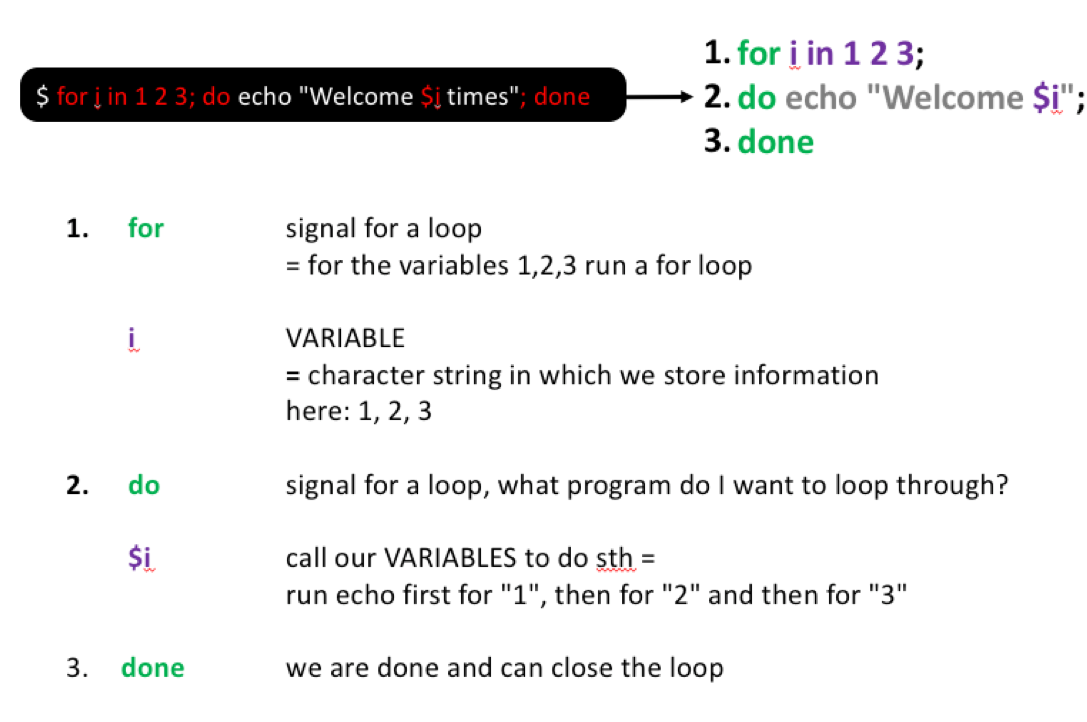 $ for i in 1 2 3; do echo "Welcome $i times"; done
1. for i in 1 2 3;
2. do echo "Welcome $i";
3. done
1. for signal for a loop
= for the variables 1,2,3 run a for loop
i VARIABLE
= character string in which we store information
here: 1, 2, 3
2. do signal for a loop, what program do I want to loop through?
$i call our VARIABLES to do sth =
run echo first for "1", then for "2" and then for "3"
3. done we are done and can close the loop